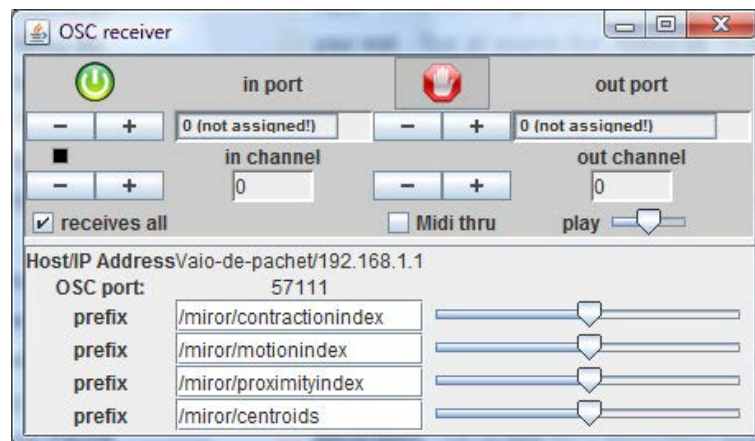 OSC receiver
in port
out port
− + 0 (not assigned!) − + 0 (not assigned!)
in channel
out channel
− + 0 − + 0
receives all
Midi thru
play
Host/IP AddressVaio-de-pachet/192.168.1.1
OSC port: 57111
prefix /miror/contractionindex
prefix /miror/motionindex
prefix /miror/proximityindex
prefix /miror/centroids